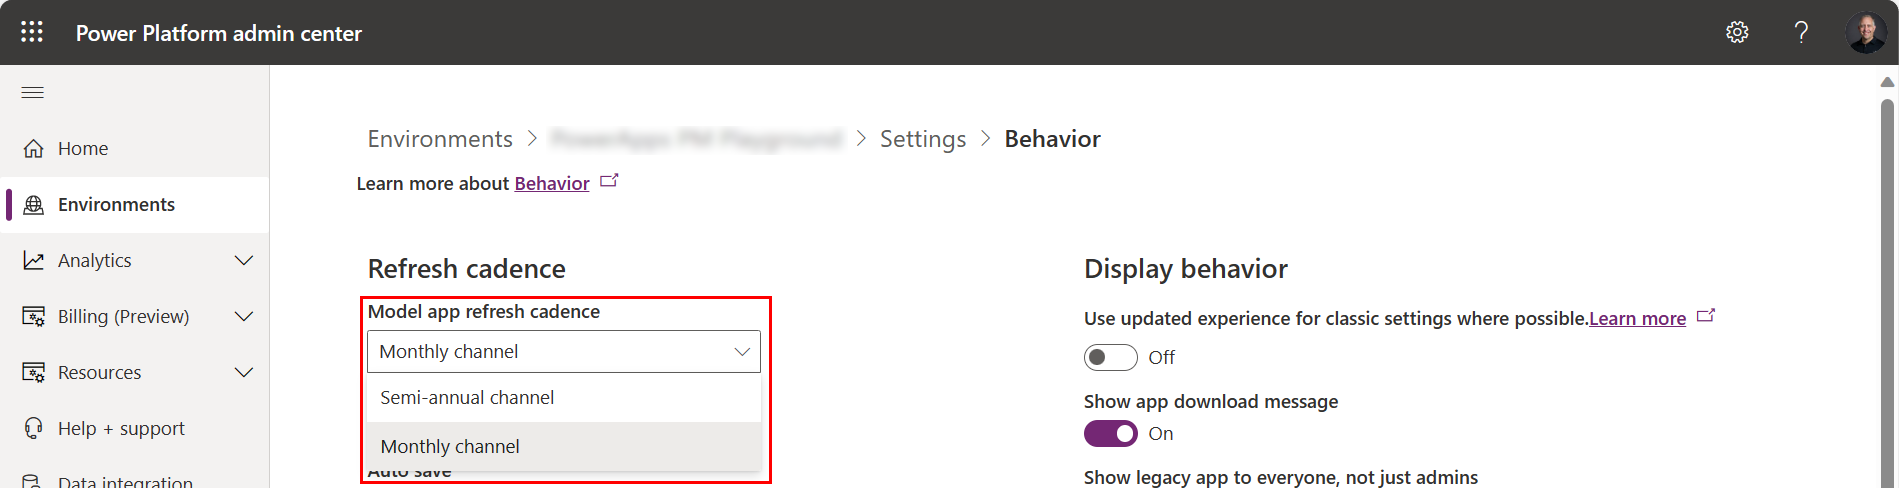 Power Platform admin center
?
Home
Environments
Analytics
Billing (Preview)
Resources
Help + support
Data integration
Environments > > Settings > Behavior
Learn more about Behavior
Refresh cadence
Model app refresh cadence
Monthly channel
Semi-annual channel
Monthly channel
Auto save
Display behavior
Use updated experience for classic settings where possible.Learn more
Off
Show app download message
On
Show legacy app to everyone, not just admins